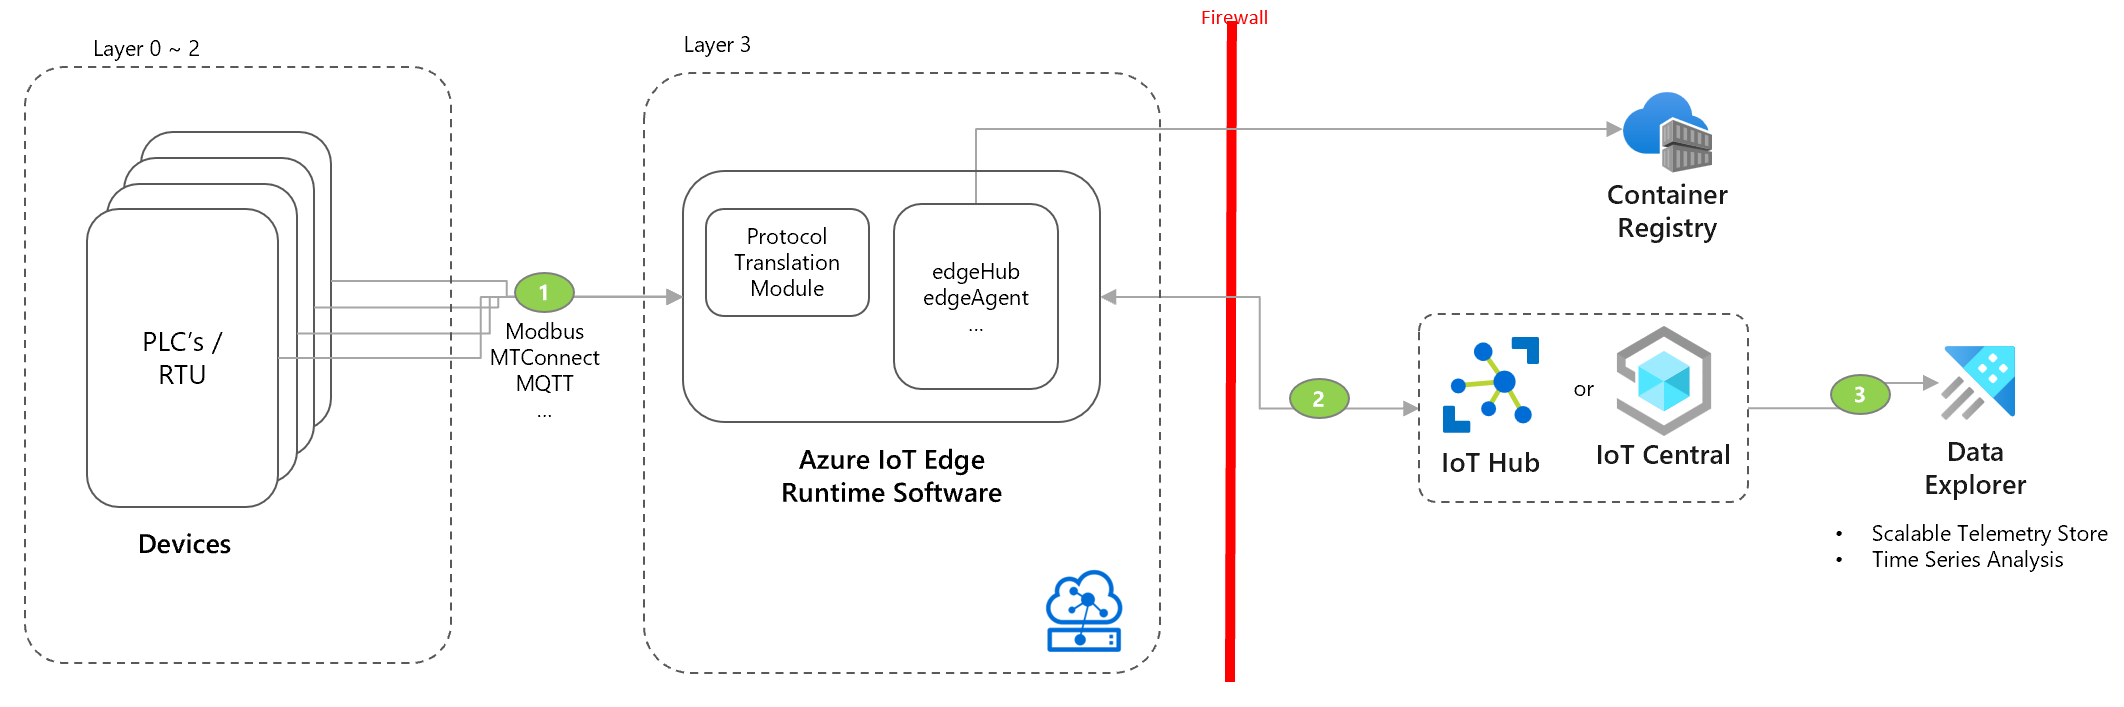 Layer 0 ~ 2
PLC's /
RTU
Devices
1
Modbus
MTConnect
MQTT
...
Layer 3
Protocol
Translation
Module
edgeHub
edgeAgent
...
Azure IoT Edge
Runtime Software
Firewall
Container
Registry
2
IoT Hub
or
IoT Central
3
Data
Explorer
• Scalable Telemetry Store
• Time Series Analysis